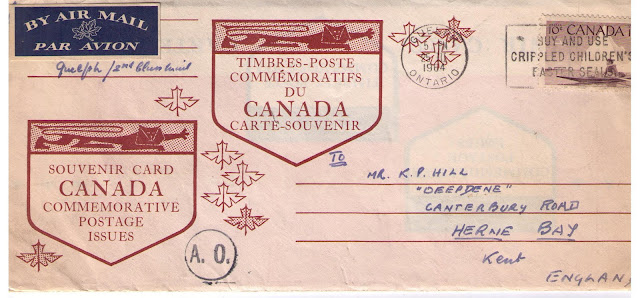 BY AIR MAIL
PAR AVION
Guelph / 2nd Class Mail
TIMBRES-POSTE
COMMÉMORATIFS
DU
CANADA
CARTE-SOUVENIR
SOUVENIR CARD
CANADA
COMMEMORATIVE
POSTAGE
ISSUES
A. O.
ONTARIO
10¢ CANADA
BUY AND USE
CRIPPLED CHILDREN'S
EASTER SEALS
TO
MR. K.P. HILL
"DEEPDENE"
CANTERBURY ROAD
HERNE BAY
Kent
ENGLAND